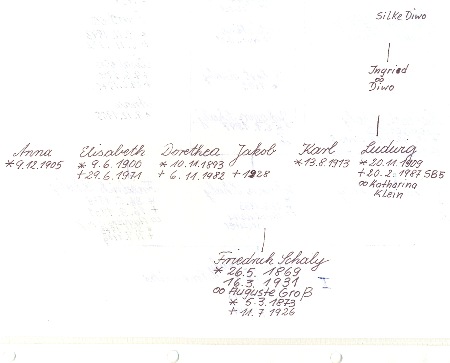 Silke Diwo
Ingried
∞
Diwo
Anna
* 9.12.1905
Elisabeth
* 9.6.1900
+ 29.6.1971
Dorothea
* 10.11.1893
+ 6.11.1982
Jakob
+ 1928
Karl
* 13.8.1913
Ludwig
* 20.11.1909
+ 20.2.1987 SB5
∞ Katharina
Klein
Friedrich Schaly
* 26.5. 1869
16.3. 1931
∞ Auguste Groß
* 5.3.1873
+ 11.7 1926